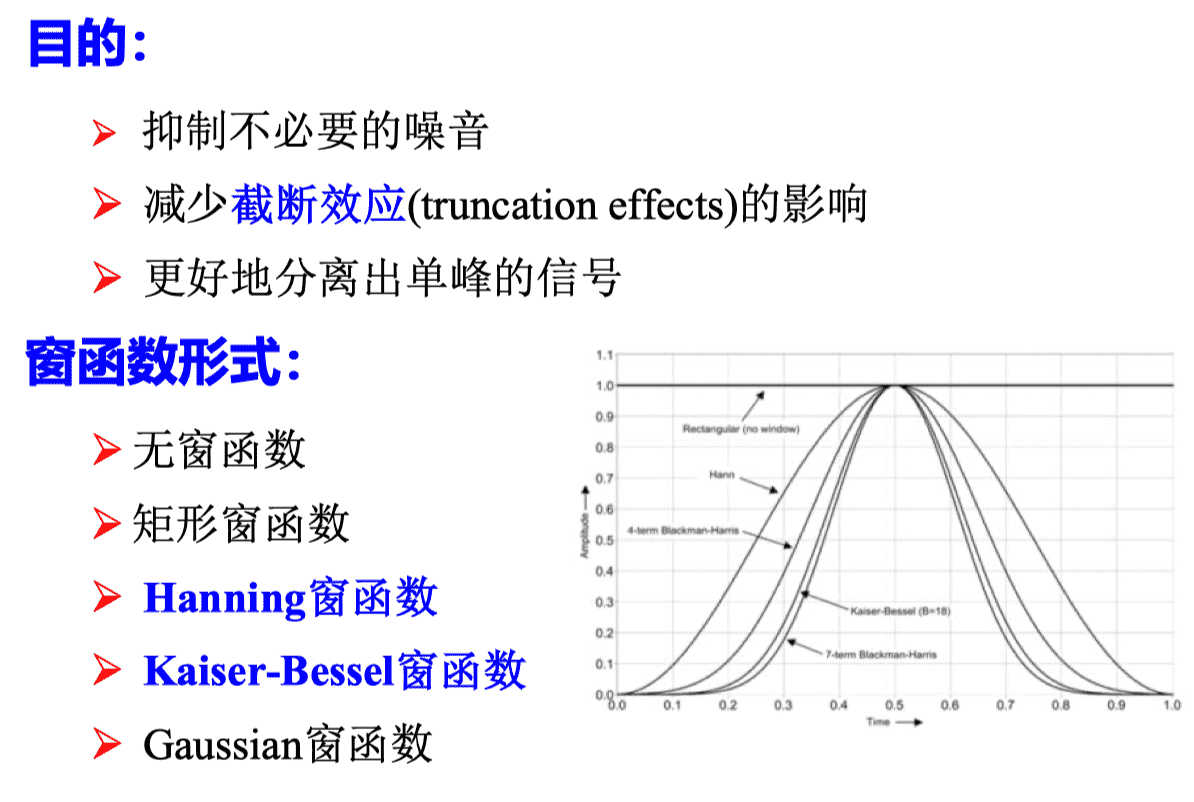 目的：
抑制不必要的噪音
减少截断效应(truncation effects)的影响
更好地分离出单峰的信号
窗函数形式：
无窗函数
矩形窗函数
Hanning窗函数
Kaiser-Bessel窗函数
Gaussian窗函数
1.1
1.0
0.9
0.8
0.7
0.6
0.5
0.4
0.3
0.2
0.1
0.0
Amplitude
Rectangular (no window)
Hann
4-term Blackman-Harris
Kaiser-Bessel (B=18)
7-term Blackman-Harris
0.0 0.1 0.2 0.3 0.4 0.5 0.6 0.7 0.8 0.9 1.0
Time